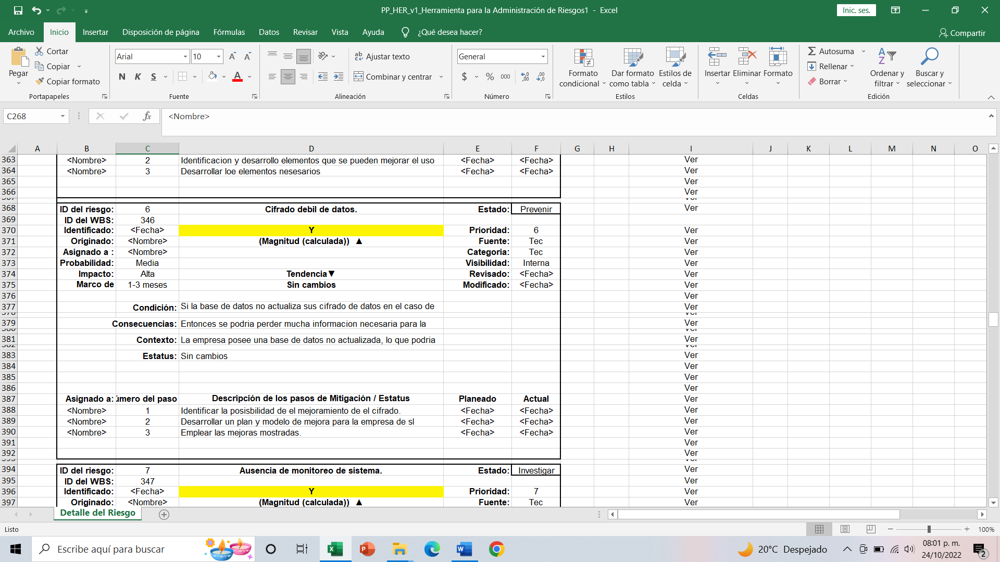 PP_HER_v1_Herramienta para la Administración de Riesgos1 - Excel
Inic. ses.
Archivo Inicio Insertar Disposición de página Fórmulas Datos Revisar Vista Ayuda ¿Qué desea hacer? Compartir
Pegar
Cortar
Copiar
Copiar formato
Portapapeles
Arial 10
N K S
Fuente
Ajustar texto
Combinar y centrar
Alineación
General
$ % 000
Número
Formato condicional
Dar formato como tabla
Estilos de celda
Estilos
Insertar Eliminar Formato
Celdas
Autosuma
Rellenar
Borrar
Ordenar y filtrar
Buscar y seleccionar
Edición
C268 fx <Nombre>
A B C D E F G H I J K L M N O
363 <Nombre> 2 Identificacion y desarrollo elementos que se pueden mejorar el uso <Fecha> <Fecha> Ver
364 <Nombre> 3 Desarrollar loe elementos nesesarios <Fecha> <Fecha> Ver
365 Ver
366 Ver
368 ID del riesgo: 6 Cifrado debil de datos. Estado: Prevenir Ver
369 ID del WBS: 346
370 Identificado: <Fecha> Y Prioridad: 6 Ver
371 Originado: <Nombre> (Magnitud (calculada)) ▲ Fuente: Tec Ver
372 Asignado a : <Nombre> Categoria: Tec Ver
373 Probabilidad: Media Visibilidad: Interna Ver
374 Impacto: Alta Tendencia▼ Revisado: <Fecha> Ver
375 Marco de 1-3 meses Sin cambios Modificado: <Fecha> Ver
376 Ver
377 Condición: Si la base de datos no actualiza sus cifrado de datos en el caso de Ver
379 Consecuencias: Entonces se podria perder mucha informacion necesaria para la Ver
381 Contexto: La empresa posee una base de datos no actualizada, lo que podria Ver
383 Estatus: Sin cambios Ver
384 Ver
385 Ver
386 Ver
387 Asignado a: úmero del paso Descripción de los pasos de Mitigación / Estatus Planeado Actual Ver
388 <Nombre> 1 Identificar la posisbilidad de el mejoramiento de el cifrado. <Fecha> <Fecha> Ver
389 <Nombre> 2 Desarrollar un plan y modelo de mejora para la empresa de sl <Fecha> <Fecha> Ver
390 <Nombre> 3 Emplear las mejoras mostradas. <Fecha> <Fecha> Ver
391 Ver
392 Ver
394 ID del riesgo: 7 Ausencia de monitoreo de sistema. Estado: Investigar Ver
395 ID del WBS: 347 Ver
396 Identificado: <Fecha> Y Prioridad: 7 Ver
397 Originado: <Nombre> (Magnitud (calculada)) ▲ Fuente: Tec Ver
Detalle del Riesgo
Listo 100%
Escribe aquí para buscar
20°C Despejado
08:01 p. m.
24/10/2022
2